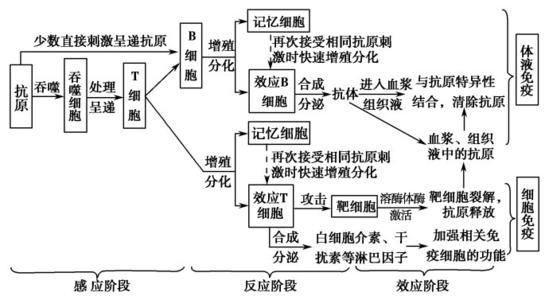 少数直接刺激呈递抗原
抗原
吞噬
吞噬细胞
处理
呈递
T细胞
B细胞
增殖
分化
记忆细胞
再次接受相同抗原刺
激时快速增殖分化
效应B
细胞
合成
分泌
抗体
进入血浆
组织液
与抗原特异性
结合，清除抗原
体液免疫
血浆、组织
液中的抗原
增殖
分化
记忆细胞
再次接受相同抗原刺
激时快速增殖分化
效应T
细胞
攻击
靶细胞
溶酶体酶
激活
靶细胞裂解，
抗原释放
合成
分泌
白细胞介素、干
扰素等淋巴因子
加强相关免
疫细胞的功能
细胞免疫
感应阶段
反应阶段
效应阶段